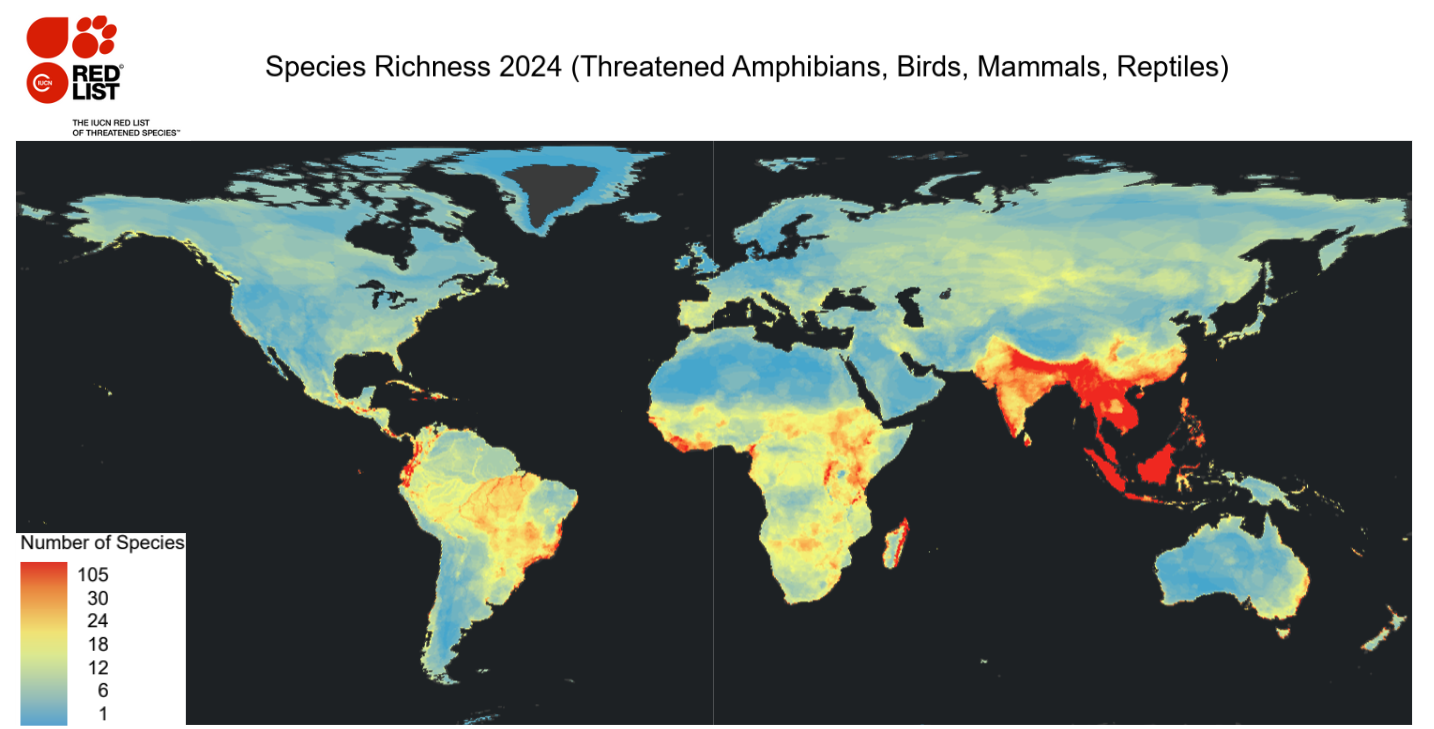 IUCN
RED
LIST
THE IUCN RED LIST
OF THREATENED SPECIES™
Species Richness 2024 (Threatened Amphibians, Birds, Mammals, Reptiles)
Number of Species
105
30
24
18
12
6
1